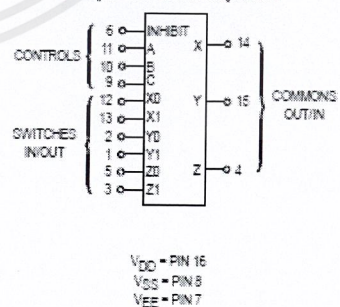 CONTROLS
6 INHIBIT
11 A
10 B
9 C
SWITCHES IN/OUT
12 X0
13 X1
2 Y0
1 Y1
5 Z0
3 Z1
X 14
Y 15
Z 4
COMMONS OUT/IN
VDD = PIN 16
VSS = PIN 8
VEE = PIN 7